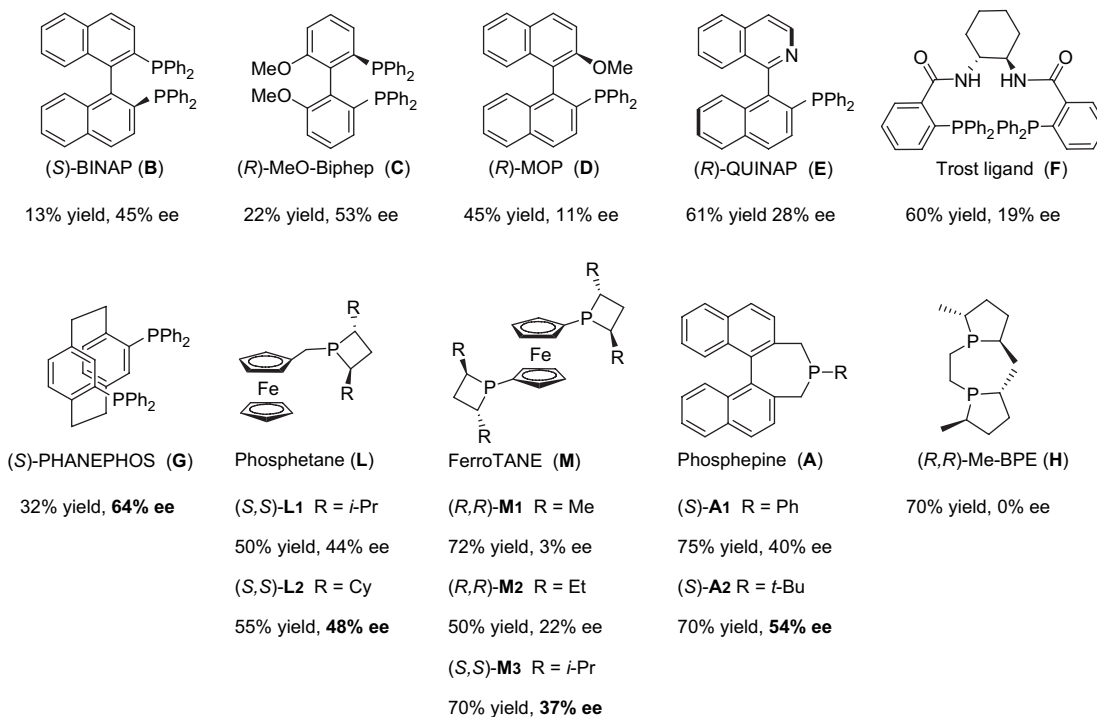 PPh2
PPh2
(S)-BINAP (B)
13% yield, 45% ee
MeO
PPh2
MeO
PPh2
(R)-MeO-Biphep (C)
22% yield, 53% ee
OMe
PPh2
(R)-MOP (D)
45% yield, 11% ee
N
PPh2
(R)-QUINAP (E)
61% yield 28% ee
O
NH
HN
O
PPh2Ph2P
Trost ligand (F)
60% yield, 19% ee
PPh2
PPh2
(S)-PHANEPHOS (G)
32% yield, 64% ee
R
P
Fe
R
Phosphetane (L)
(S,S)-L1 R = i-Pr
50% yield, 44% ee
(S,S)-L2 R = Cy
55% yield, 48% ee
R
P
R
Fe
R
P
R
FerroTANE (M)
(R,R)-M1 R = Me
72% yield, 3% ee
(R,R)-M2 R = Et
50% yield, 22% ee
(S,S)-M3 R = i-Pr
70% yield, 37% ee
P-R
Phosphepine (A)
(S)-A1 R = Ph
75% yield, 40% ee
(S)-A2 R = t-Bu
70% yield, 54% ee
P
P
(R,R)-Me-BPE (H)
70% yield, 0% ee